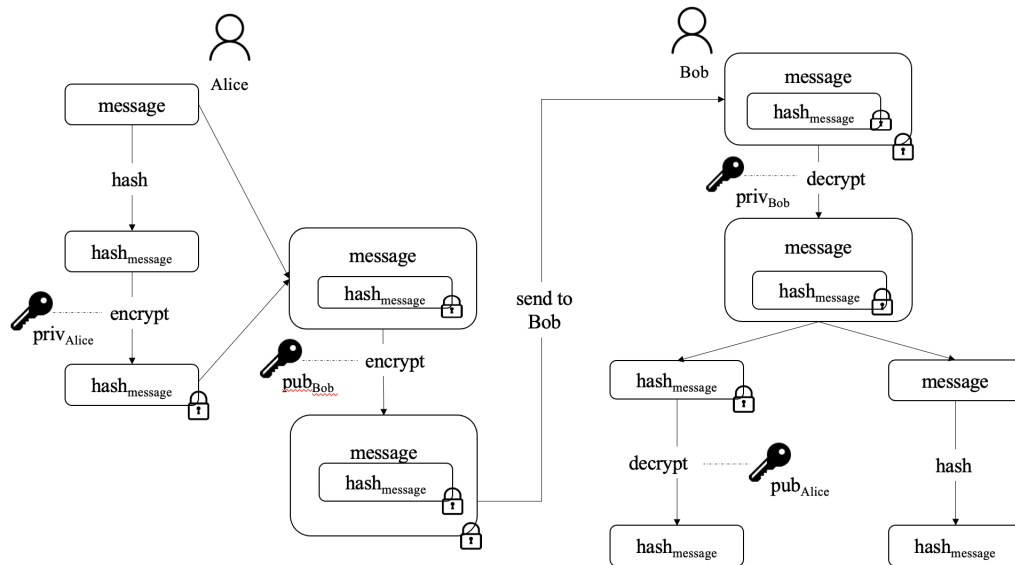 Alice
message
hash
hashmessage
encrypt
privAlice
hashmessage
message
hashmessage
encrypt
pubBob
message
hashmessage
send to
Bob
Bob
message
hashmessage
decrypt
privBob
message
hashmessage
hashmessage
message
decrypt
pubAlice
hash
hashmessage
hashmessage